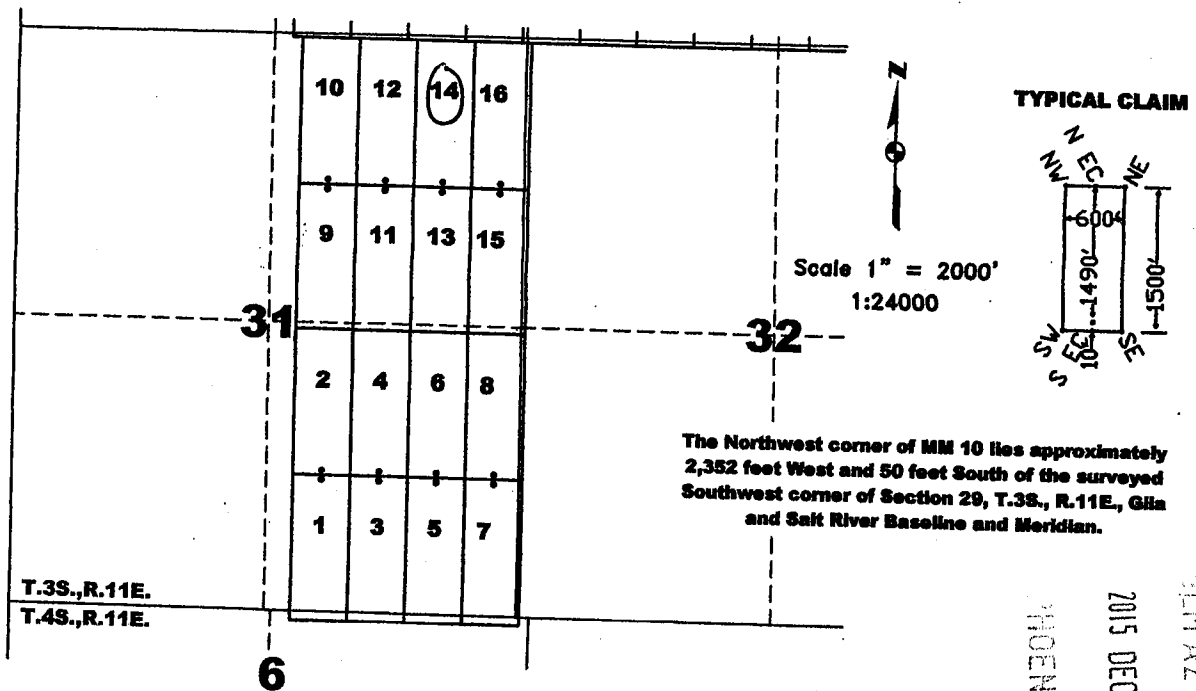 10 12 14 16
9 11 13 15
31
32
2 4 6 8
1 3 5 7
T.3S.,R.11E.
T.4S.,R.11E.
6
N
Scale 1" = 2000'
1:24000
TYPICAL CLAIM
NW N EC NE
600'
1490'
1500'
10'
SW S EC SE
The Northwest corner of MM 10 lies approximately
2,352 feet West and 50 feet South of the surveyed
Southwest corner of Section 29, T.3S., R.11E., Gila
and Salt River Baseline and Meridian.
2015 DEC